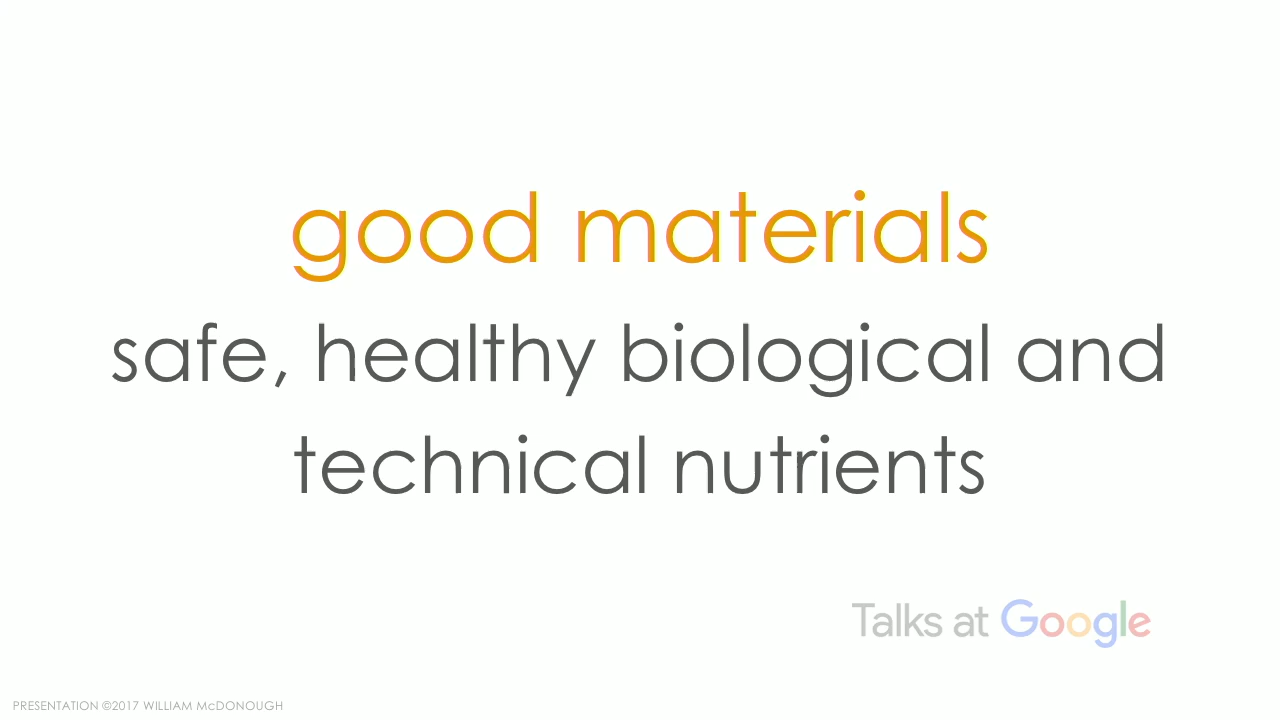 good materials
safe, healthy biological and
technical nutrients
Talks at Google
PRESENTATION ©2017 WILLIAM McDONOUGH